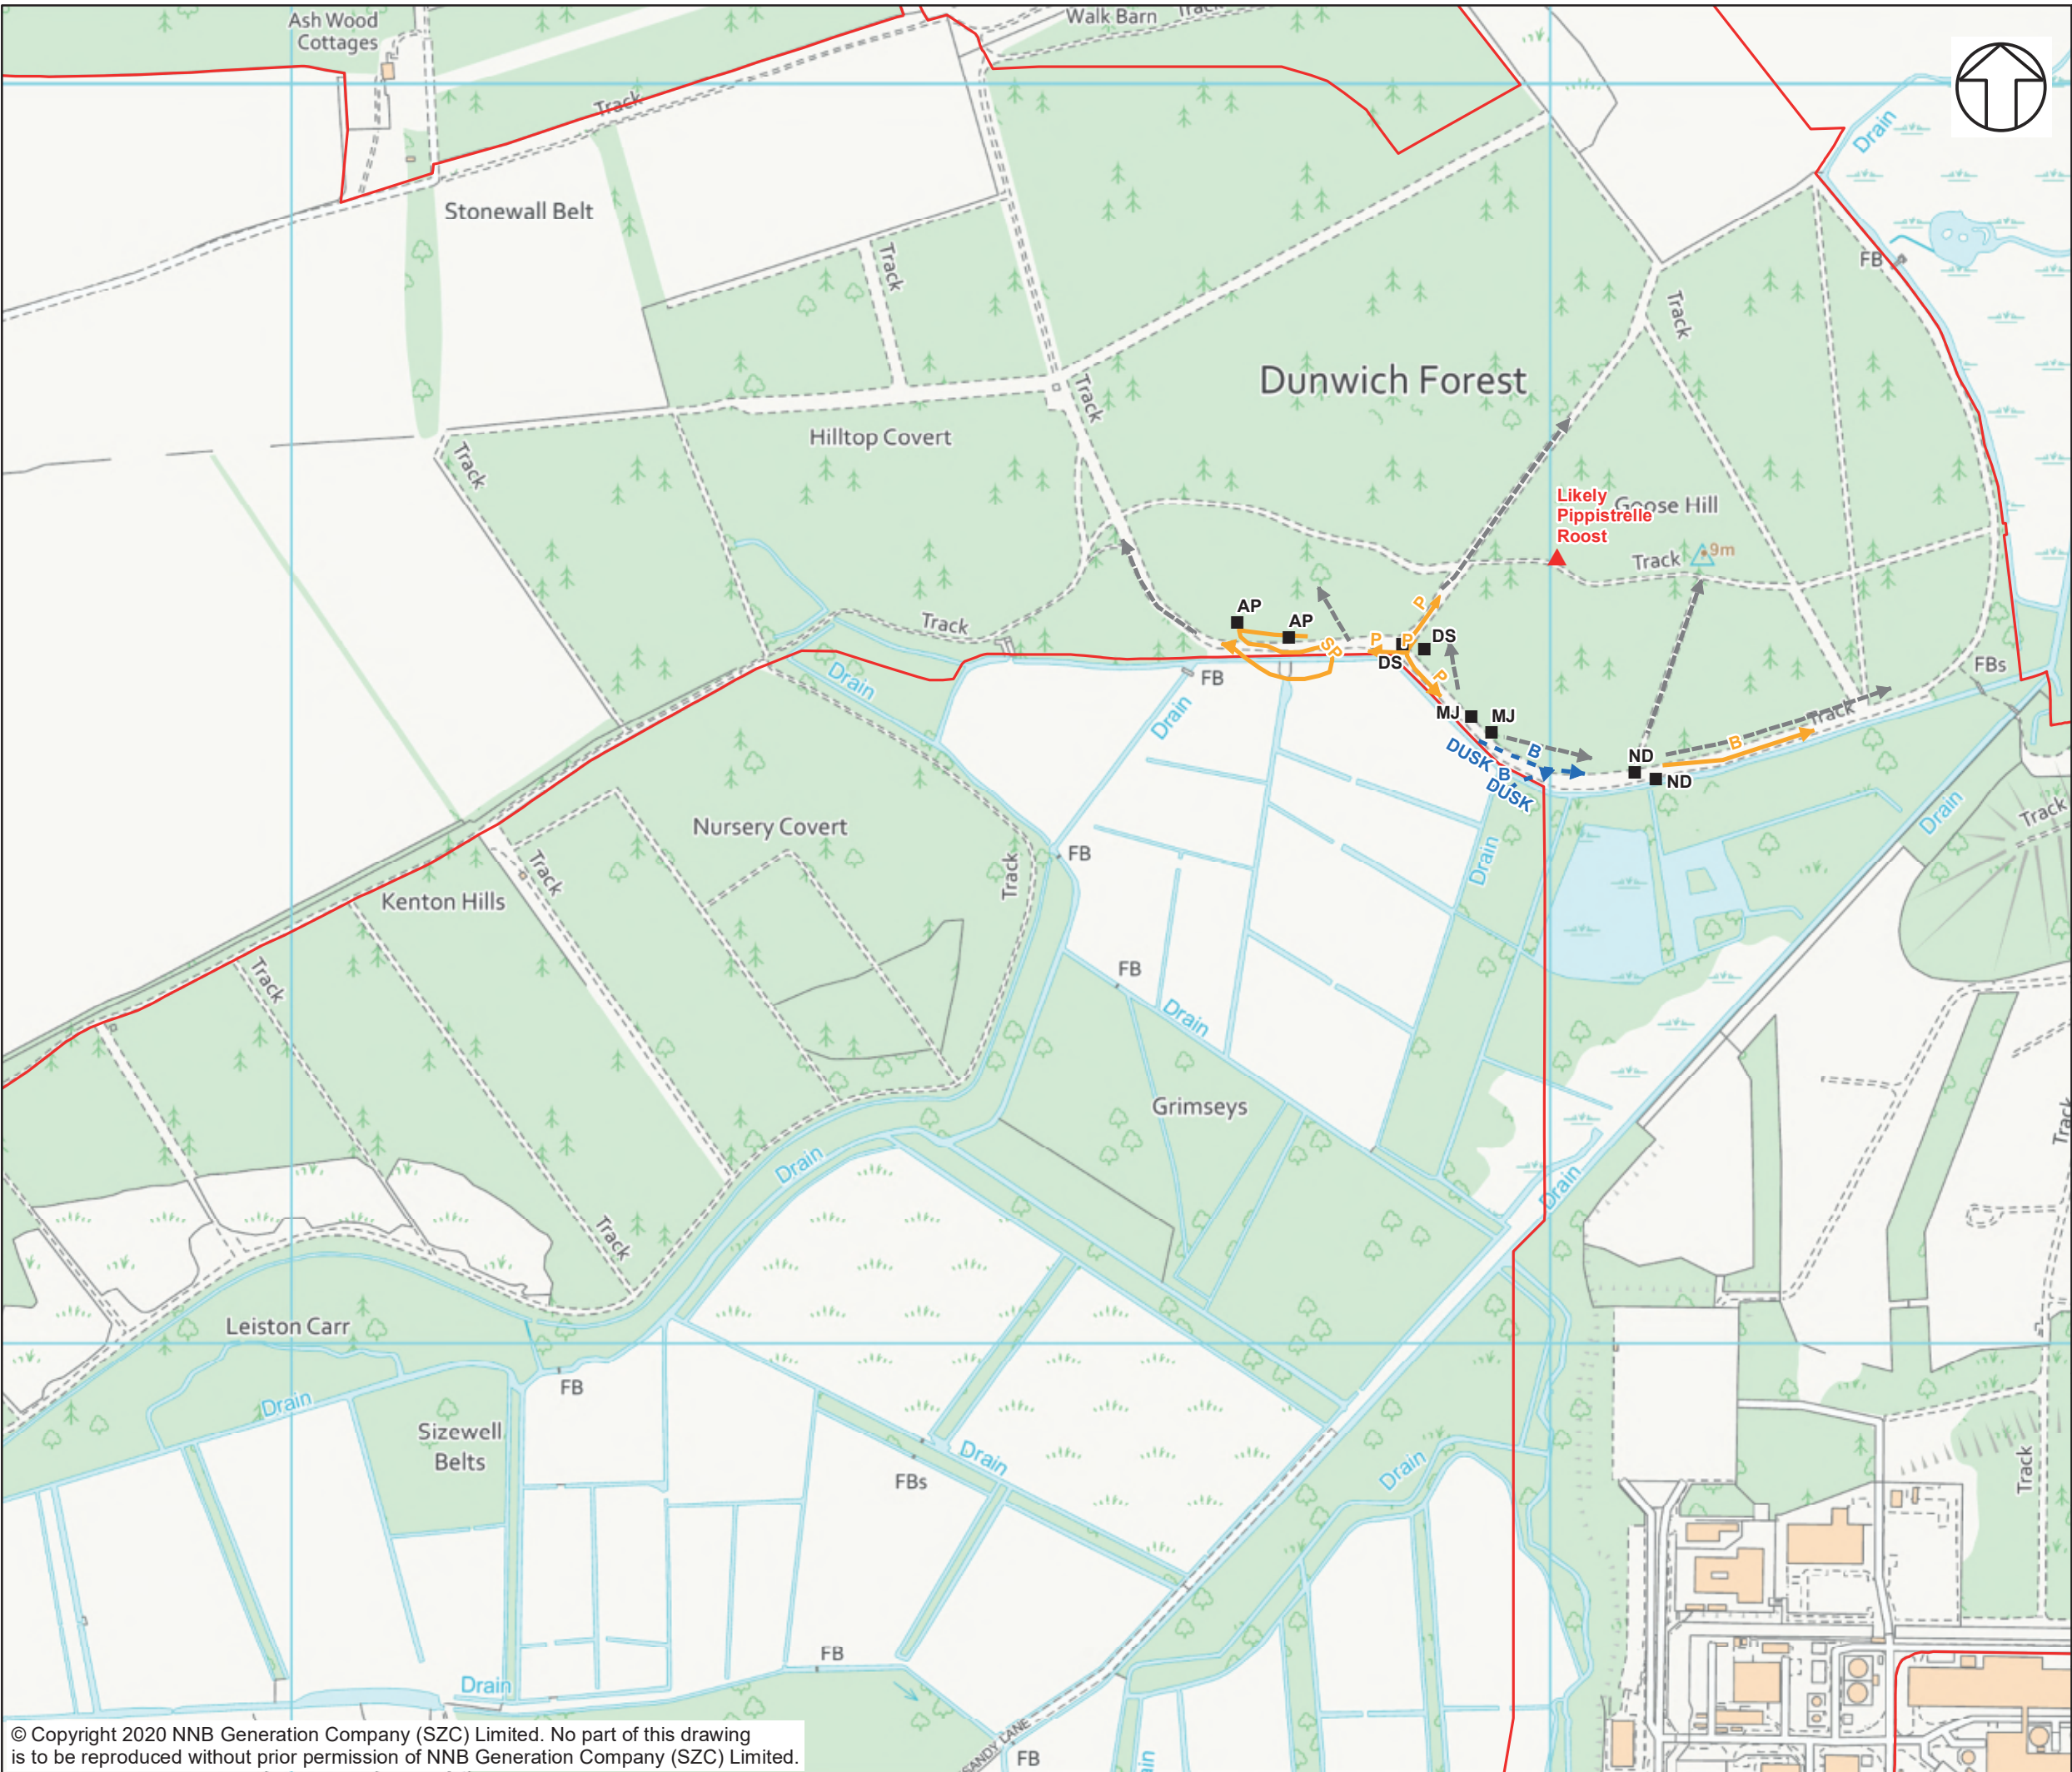 Ash Wood
Cottages
Walk Barn
Track
Track
Drain
Stonewall Belt
Track
FB
Track
Dunwich Forest
Track
Hilltop Covert
Track
Likely
Pippistrelle
Roost
Goose Hill
Track
9m
AP
AP
P
Track
SP
P
P
DS
DS
P
FB
FBs
Drain
Drain
MJ
MJ
Track
B
DUSK
B
B
DUSK
ND
ND
Nursery Covert
Track
Track
FB
Drain
Drain
Track
Kenton Hills
Track
FB
Drain
Grimseys
Track
Drain
Drain
Track
Leiston Carr
FB
Drain
Sizewell
Belts
Drain
FBs
Drain
Track
FB
Drain
SANDY LANE
FB
© Copyright 2020 NNB Generation Company (SZC) Limited. No part of this drawing
is to be reproduced without prior permission of NNB Generation Company (SZC) Limited.